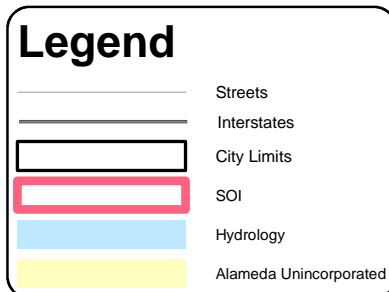 Legend
Streets
Interstates
City Limits
SOI
Hydrology
Alameda Unincorporated